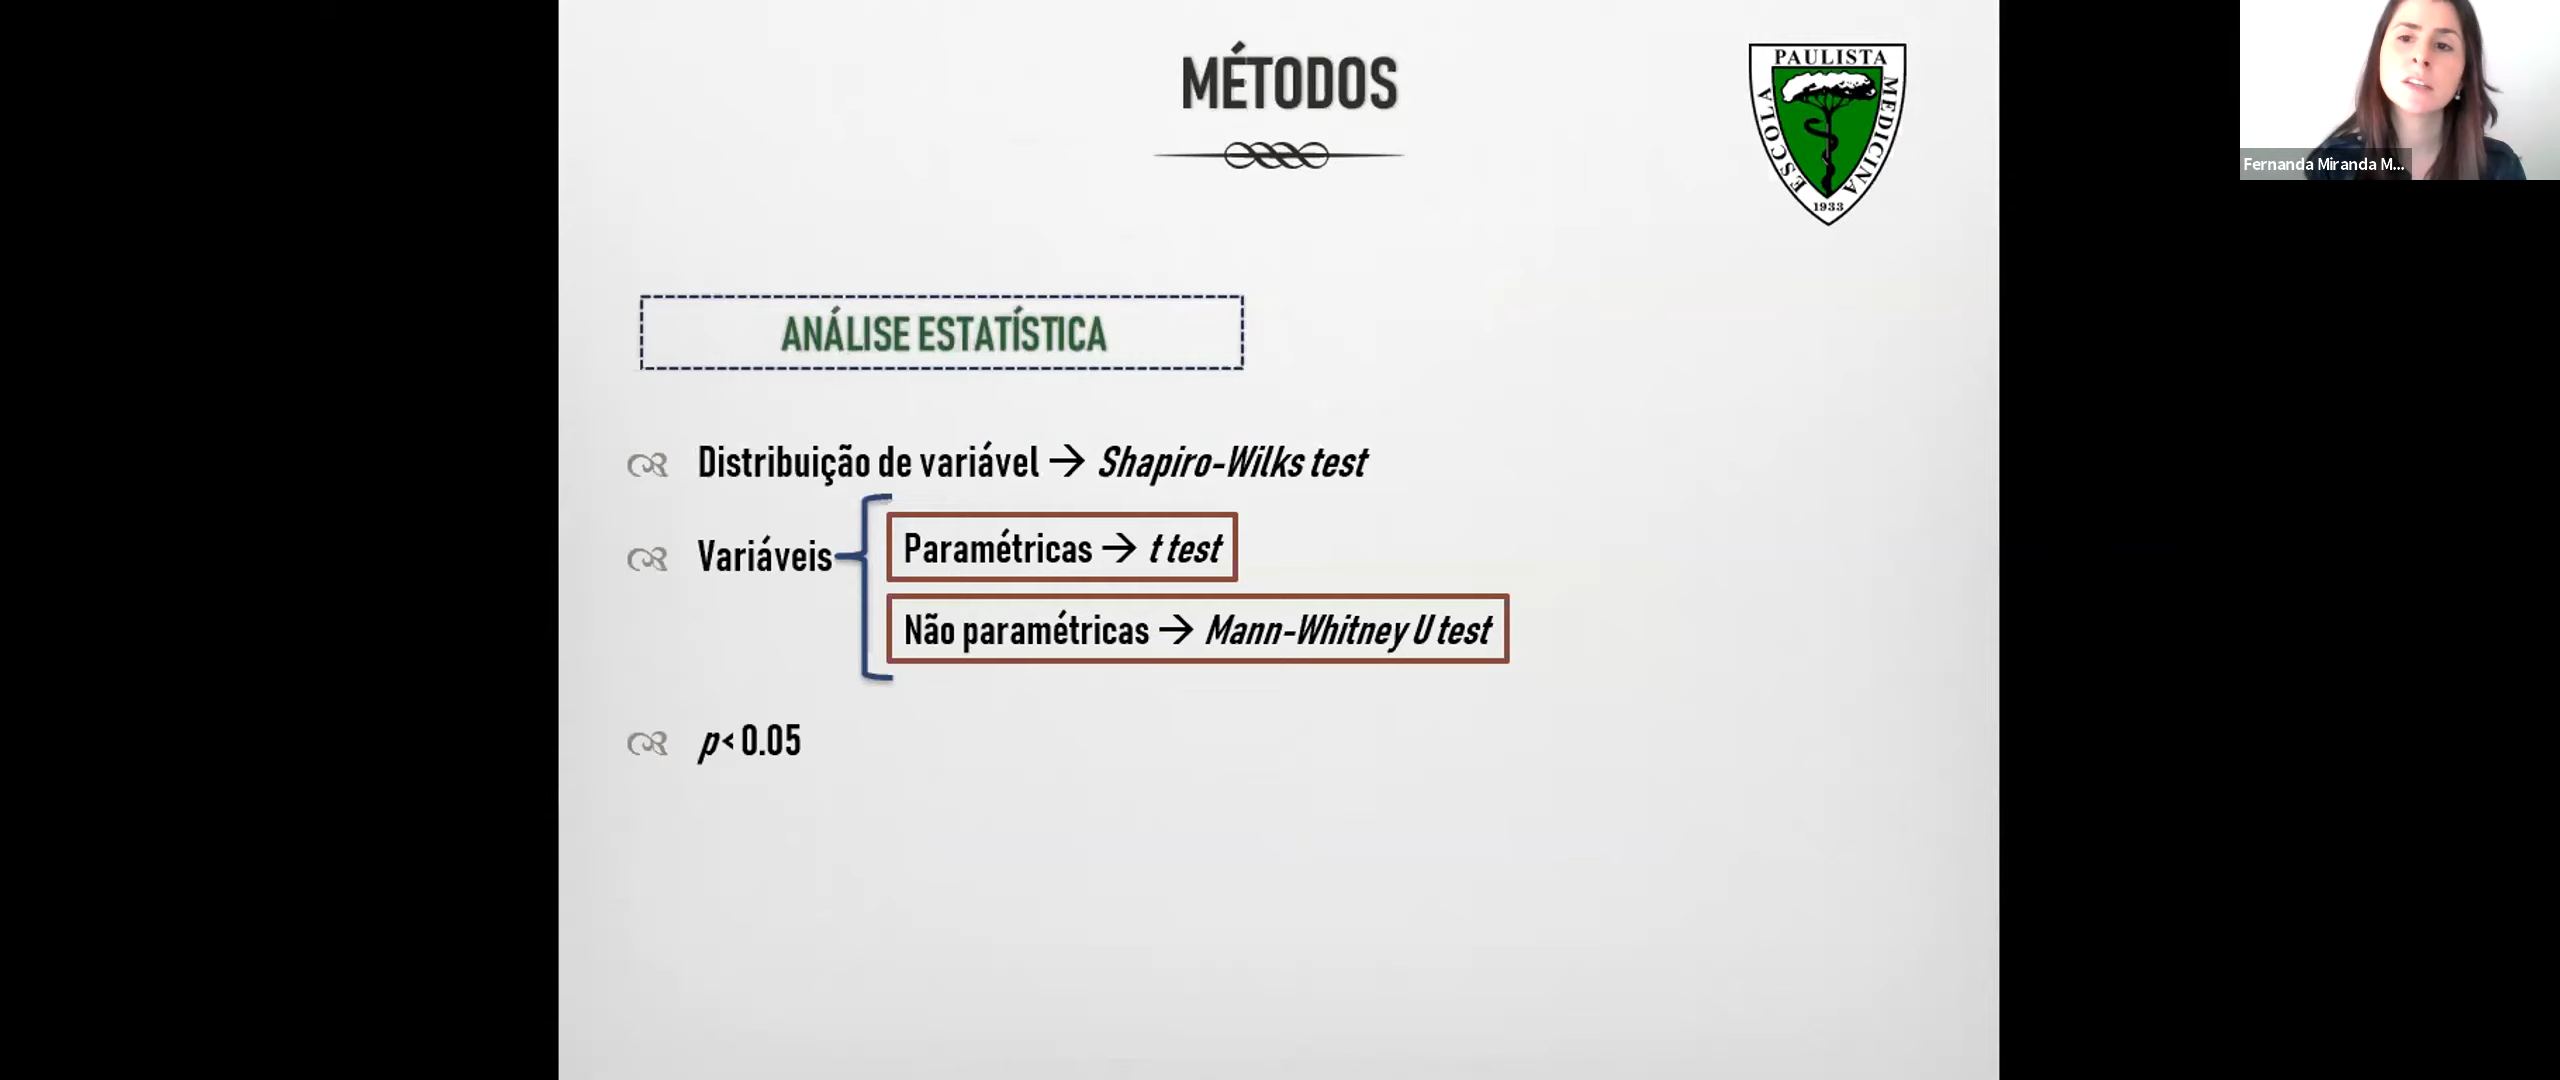 MÉTODOS
ESCOLA PAULISTA MEDICINA
1933
Fernanda Miranda M...
ANÁLISE ESTATÍSTICA
Distribuição de variável → Shapiro-Wilks test
Variáveis
Paramétricas → t test
Não paramétricas → Mann-Whitney U test
p< 0.05